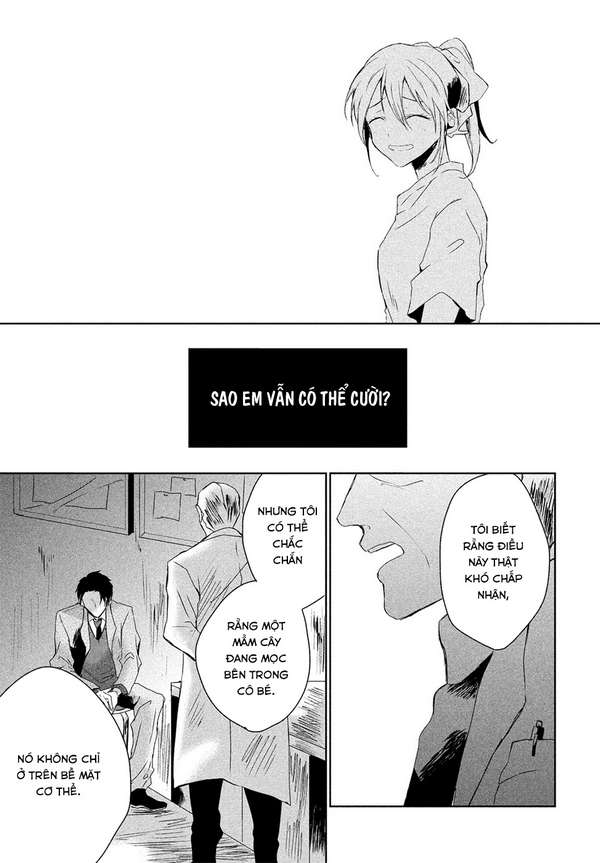 SAO EM VẪN CÓ THỂ CƯỜI?
TÔI BIẾT
RẰNG ĐIỀU
NÀY THẬT
KHÓ CHẤP
NHẬN,
NHƯNG TÔI
CÓ THỂ
CHẮC
CHẮN
RẰNG MỘT
MẦM CÂY
ĐANG MỌC
BÊN TRONG
CÔ BÉ.
NÓ KHÔNG CHỈ
Ở TRÊN BỀ MẶT
CƠ THỂ.